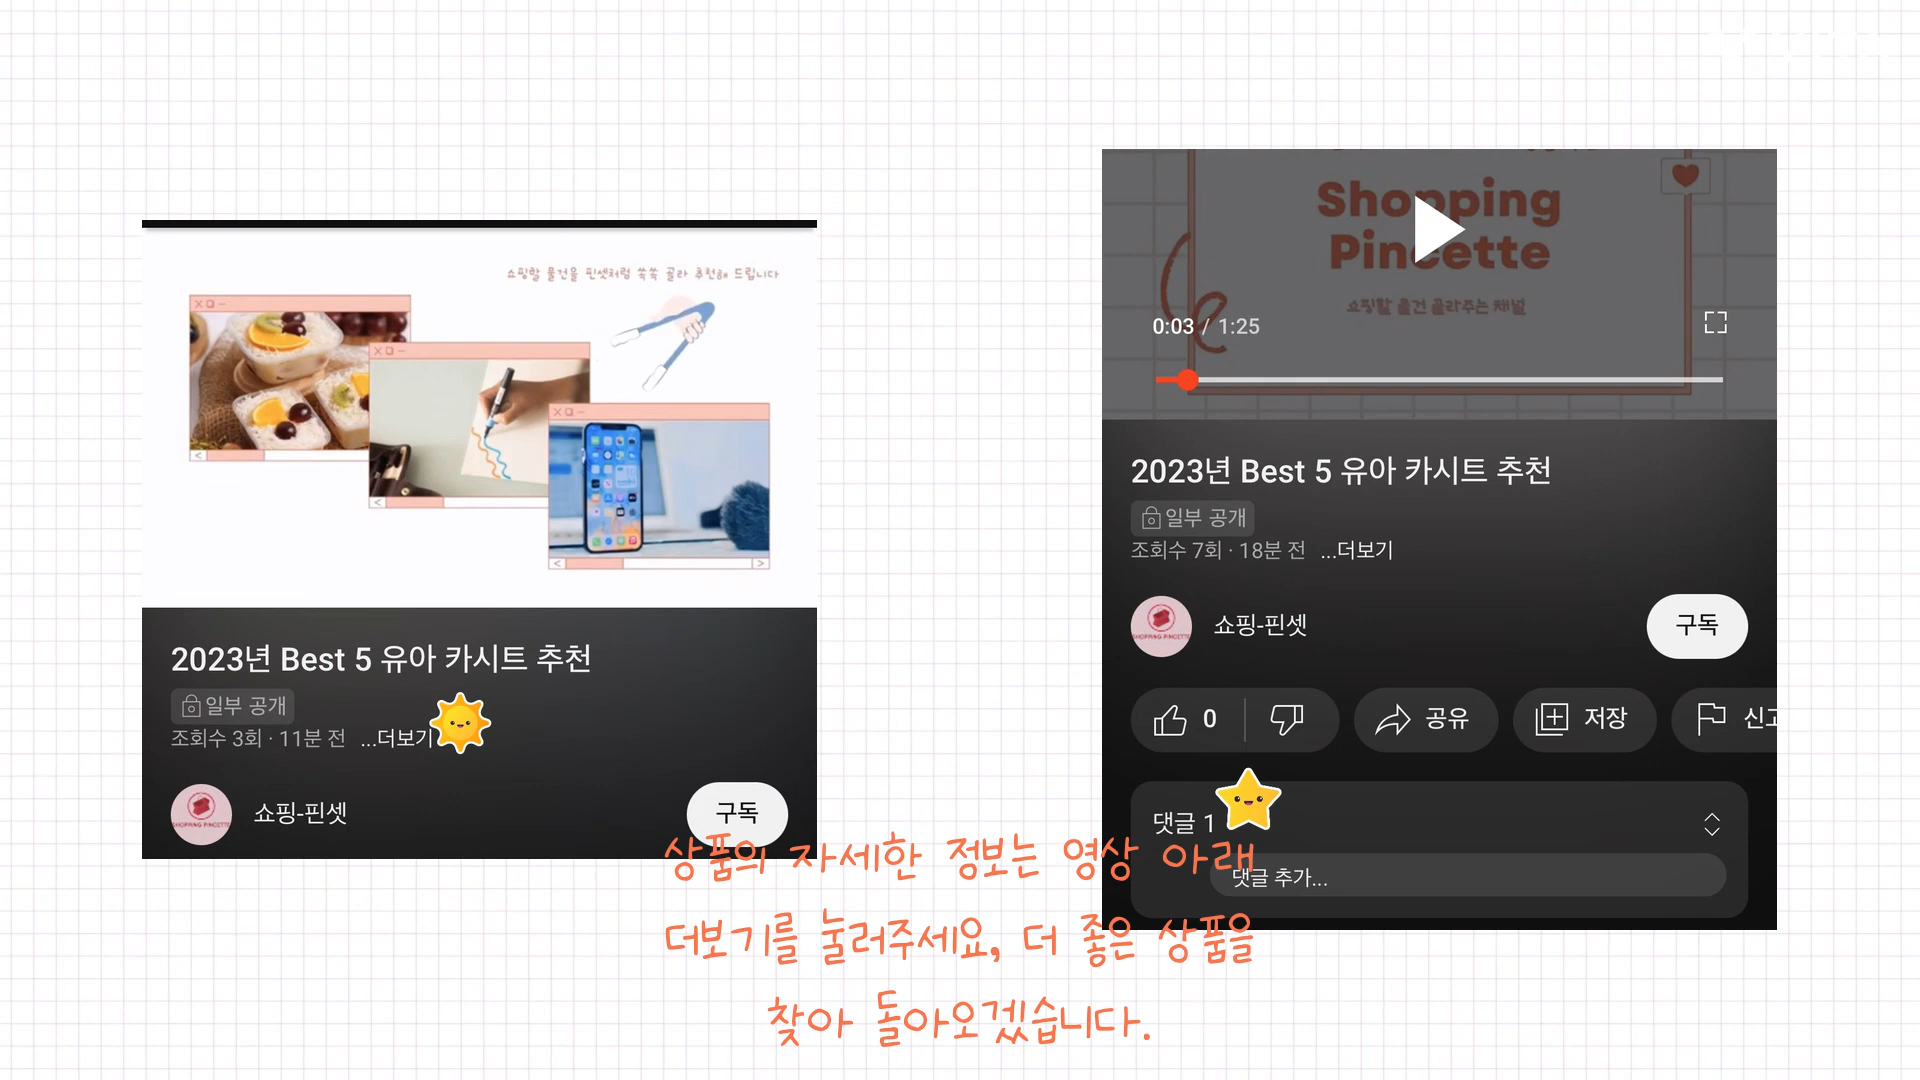 쇼핑할 물건을 핀셋처럼 쏙쏙 골라 추천해 드립니다
2023년 Best 5 유아 카시트 추천
일부 공개
조회수 3회 · 11분 전 ...더보기
SHOPPING PINCETTE
쇼핑-핀셋
구독
Shopping
Pincette
쇼핑할 물건 골라주는 채널
0:03 / 1:25
2023년 Best 5 유아 카시트 추천
일부 공개
조회수 7회 · 18분 전 ...더보기
SHOPPING PINCETTE
쇼핑-핀셋
구독
0
공유
저장
댓글 1
댓글 추가...
상품의 자세한 정보는 영상 아래
더보기를 눌러주세요, 더 좋은 상품을
찾아 돌아오겠습니다.